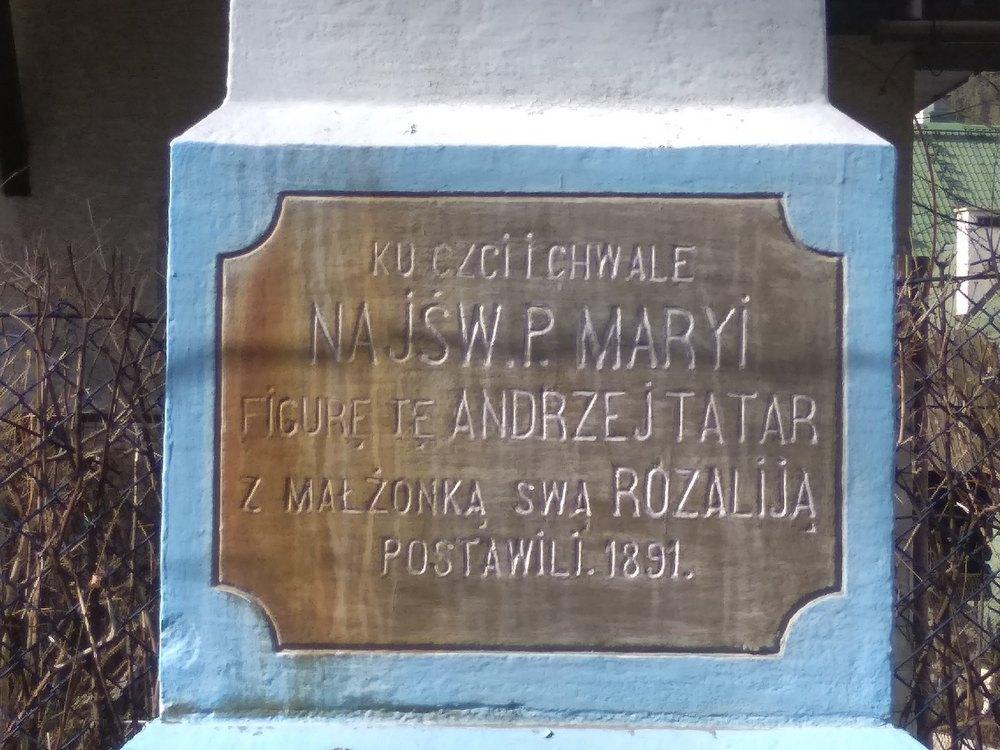 KU CZCI I CHWALE
NAJŚW. P. MARYI
FIGURĘ TĘ ANDRZEJ TATAR
Z MAŁŻONKĄ SWĄ ROZALIJĄ
POSTAWILI. 1891.